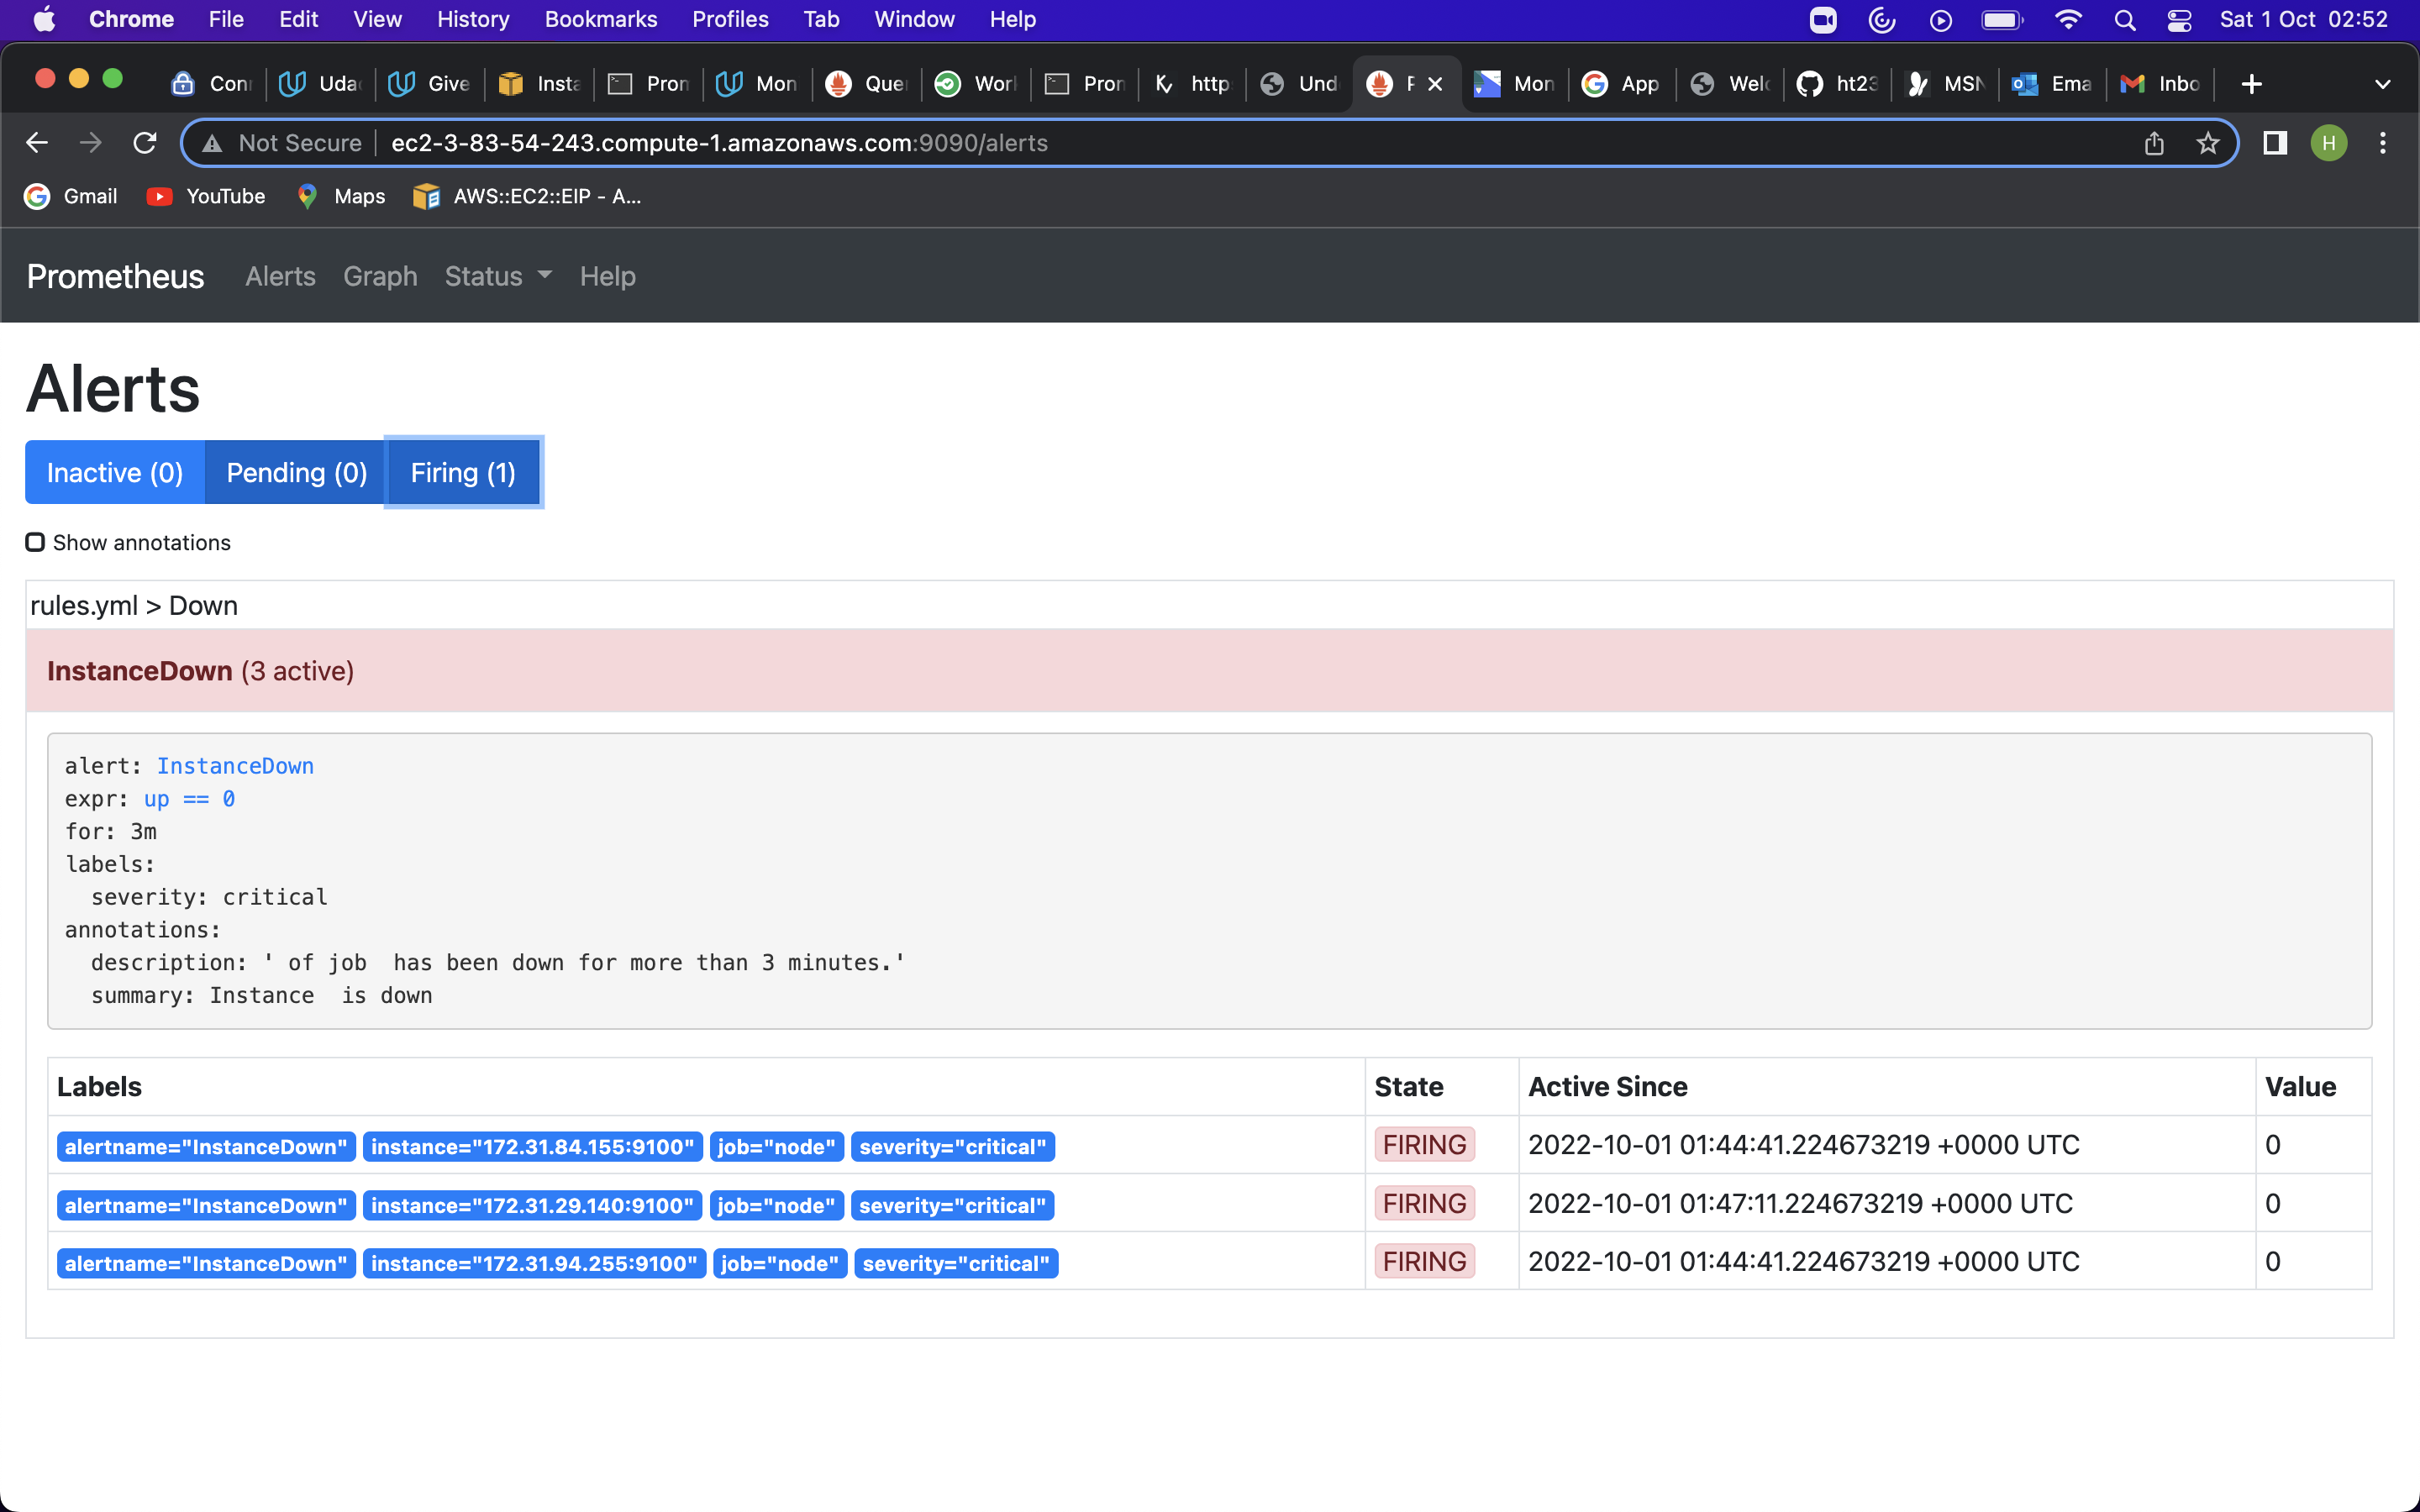 Chrome File Edit View History Bookmarks Profiles Tab Window Help Sat 1 Oct 02:52
Con Uda Give Insta Pron Mon Que Worl Pron http Und Mon App Welc ht23 MSN Ema Inbo
Not Secure ec2-3-83-54-243.compute-1.amazonaws.com:9090/alerts H
Gmail YouTube Maps AWS::EC2::EIP - A...
Prometheus Alerts Graph Status Help
Alerts
Inactive (0) Pending (0) Firing (1)
Show annotations
rules.yml > Down
InstanceDown (3 active)
alert: InstanceDown
expr: up == 0
for: 3m
labels:
severity: critical
annotations:
description: ' of job  has been down for more than 3 minutes.'
summary: Instance  is down
Labels State Active Since Value
alertname="InstanceDown" instance="172.31.84.155:9100" job="node" severity="critical" FIRING 2022-10-01 01:44:41.224673219 +0000 UTC 0
alertname="InstanceDown" instance="172.31.29.140:9100" job="node" severity="critical" FIRING 2022-10-01 01:47:11.224673219 +0000 UTC 0
alertname="InstanceDown" instance="172.31.94.255:9100" job="node" severity="critical" FIRING 2022-10-01 01:44:41.224673219 +0000 UTC 0